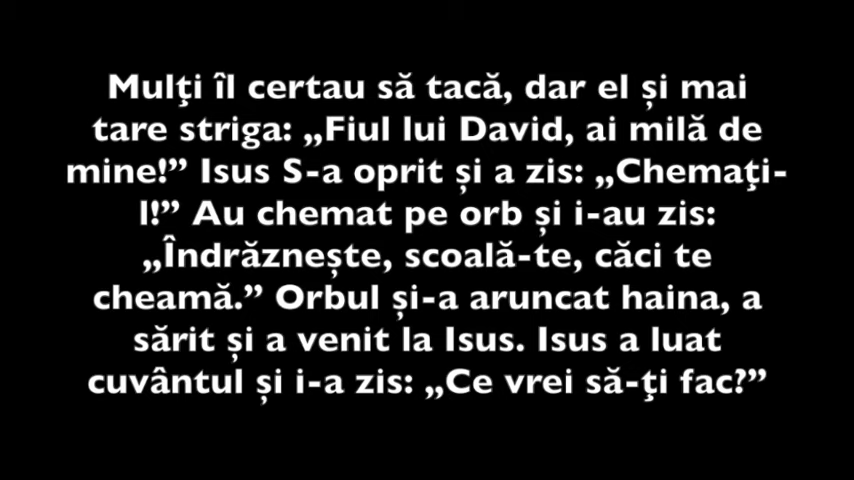 Mulţi îl certau să tacă, dar el și mai
tare striga: „Fiul lui David, ai milă de
mine!” Isus S-a oprit și a zis: „Chemaţi-
l!” Au chemat pe orb și i-au zis:
„Îndrăznește, scoală-te, căci te
cheamă.” Orbul și-a aruncat haina, a
sărit și a venit la Isus. Isus a luat
cuvântul și i-a zis: „Ce vrei să-ţi fac?”